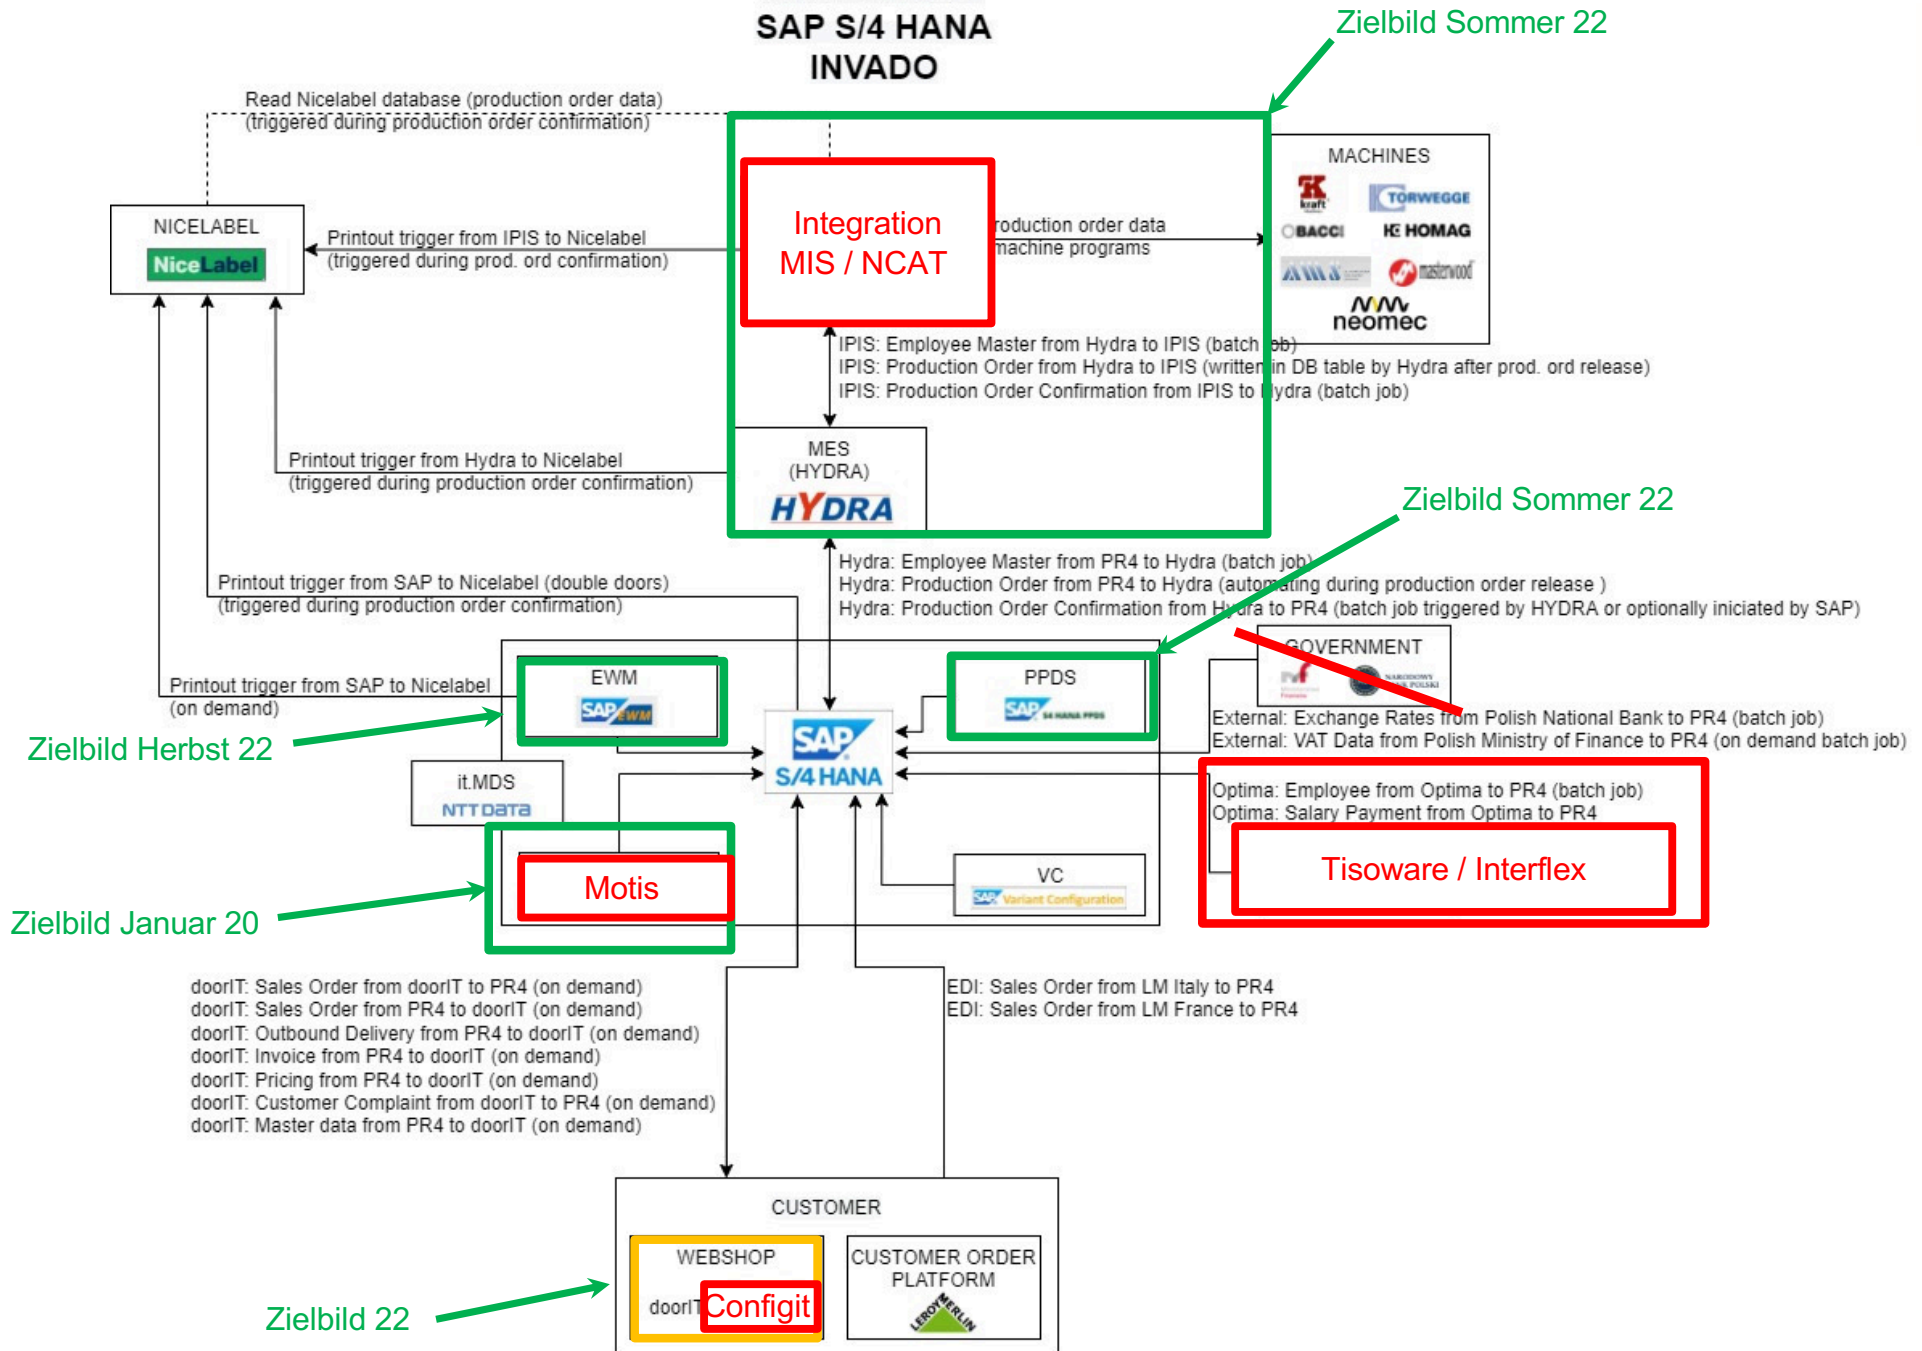 SAP S/4 HANA
INVADO
Zielbild Sommer 22
Read Nicelabel database (production order data)
(triggered during production order confirmation)
MACHINES
kraft
TORWEGGE
BACCI
HOMAG
masterwood
neomec
NICELABEL
NiceLabel
Printout trigger from IPIS to Nicelabel
(triggered during prod. ord confirmation)
Integration
MIS / NCAT
roduction order data
machine programs
IPIS: Employee Master from Hydra to IPIS (batch job)
IPIS: Production Order from Hydra to IPIS (written in DB table by Hydra after prod. ord release)
IPIS: Production Order Confirmation from IPIS to Hydra (batch job)
MES
(HYDRA)
HYDRA
Printout trigger from Hydra to Nicelabel
(triggered during production order confirmation)
Zielbild Sommer 22
Hydra: Employee Master from PR4 to Hydra (batch job)
Hydra: Production Order from PR4 to Hydra (automating during production order release )
Hydra: Production Order Confirmation from Hydra to PR4 (batch job triggered by HYDRA or optionally iniciated by SAP)
Printout trigger from SAP to Nicelabel (double doors)
(triggered during production order confirmation)
GOVERNMENT
NARODOWY
BANK POLSKI
EWM
SAP EWM
PPDS
SAP S4 HANA PPDS
Printout trigger from SAP to Nicelabel
(on demand)
External: Exchange Rates from Polish National Bank to PR4 (batch job)
External: VAT Data from Polish Ministry of Finance to PR4 (on demand batch job)
Zielbild Herbst 22
SAP
S/4 HANA
it.MDS
NTT DATA
Optima: Employee from Optima to PR4 (batch job)
Optima: Salary Payment from Optima to PR4
Tisoware / Interflex
Motis
VC
SAP Variant Configuration
Zielbild Januar 20
doorIT: Sales Order from doorIT to PR4 (on demand)
doorIT: Sales Order from PR4 to doorIT (on demand)
doorIT: Outbound Delivery from PR4 to doorIT (on demand)
doorIT: Invoice from PR4 to doorIT (on demand)
doorIT: Pricing from PR4 to doorIT (on demand)
doorIT: Customer Complaint from doorIT to PR4 (on demand)
doorIT: Master data from PR4 to doorIT (on demand)
EDI: Sales Order from LM Italy to PR4
EDI: Sales Order from LM France to PR4
CUSTOMER
WEBSHOP
doorIT
Configit
CUSTOMER ORDER
PLATFORM
LEROY MERLIN
Zielbild 22